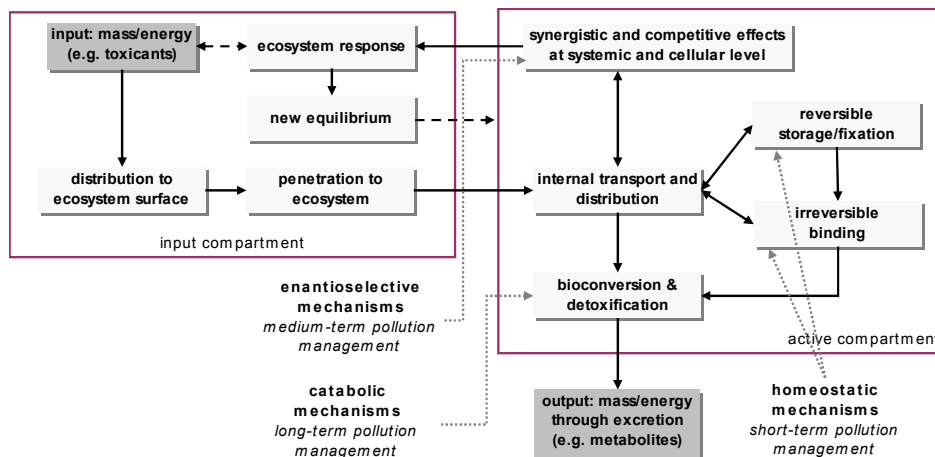 input: mass/energy
(e.g. toxicants)
ecosystem response
synergistic and competitive effects
at systemic and cellular level
new equilibrium
reversible
storage/fixation
distribution to
ecosystem surface
penetration to
ecosystem
internal transport and
distribution
irreversible
binding
input compartment
enantioselective
mechanisms
medium-term pollution
management
bioconversion &
detoxification
active compartment
catabolic
mechanisms
long-term pollution
management
output: mass/energy
through excretion
(e.g. metabolites)
homeostatic
mechanisms
short-term pollution
management